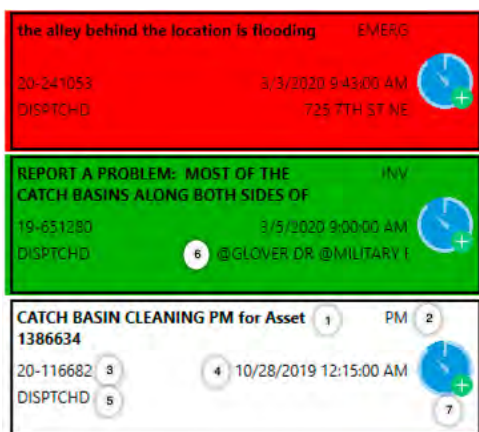 the alley behind the location is flooding EMERG
20-241053 3/3/2020 9:43:00 AM
DISPTCHD 725 7TH ST NE
REPORT A PROBLEM: MOST OF THE INV
CATCH BASINS ALONG BOTH SIDES OF
19-651280 3/5/2020 9:00:00 AM
DISPTCHD 6 @GLOVER DR @MILITARY
CATCH BASIN CLEANING PM for Asset 1 PM 2
1386634
20-116682 3 4 10/28/2019 12:15:00 AM
DISPTCHD 5
7